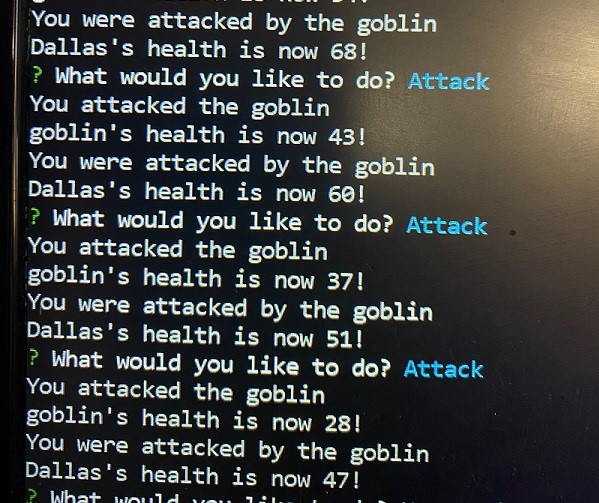 You were attacked by the goblin
Dallas's health is now 68!
? What would you like to do? Attack
You attacked the goblin
goblin's health is now 43!
You were attacked by the goblin
Dallas's health is now 60!
? What would you like to do? Attack
You attacked the goblin
goblin's health is now 37!
You were attacked by the goblin
Dallas's health is now 51!
? What would you like to do? Attack
You attacked the goblin
goblin's health is now 28!
You were attacked by the goblin
Dallas's health is now 47!
? What would you like to do?